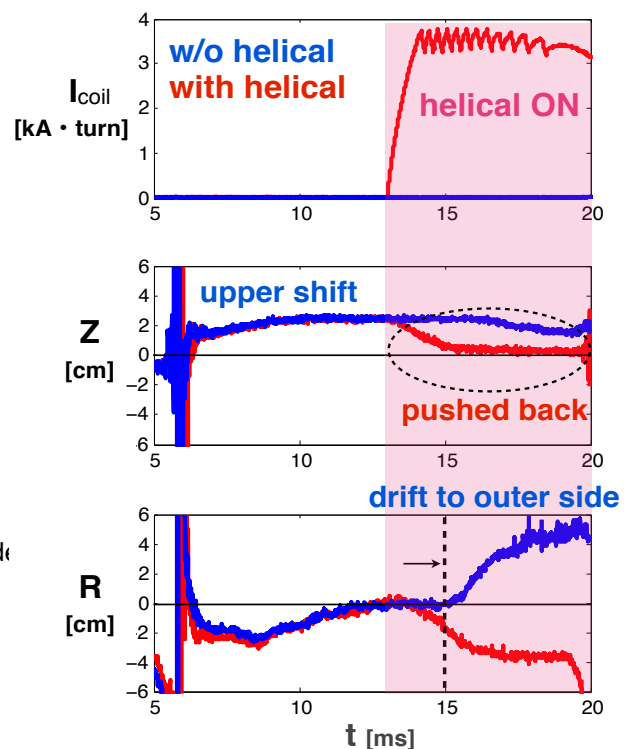 4
w/o helical
3
with helical
I coil
2
helical ON
[kA・turn]
1
0
5
10
15
20
6
upper shift
4
Z
2
0
[cm]
−2
pushed back
−4
−6
5
10
15
20
drift to outer side
6
4
2
R
0
[cm]
−2
−4
−6
5
10
15
20
t [ms]